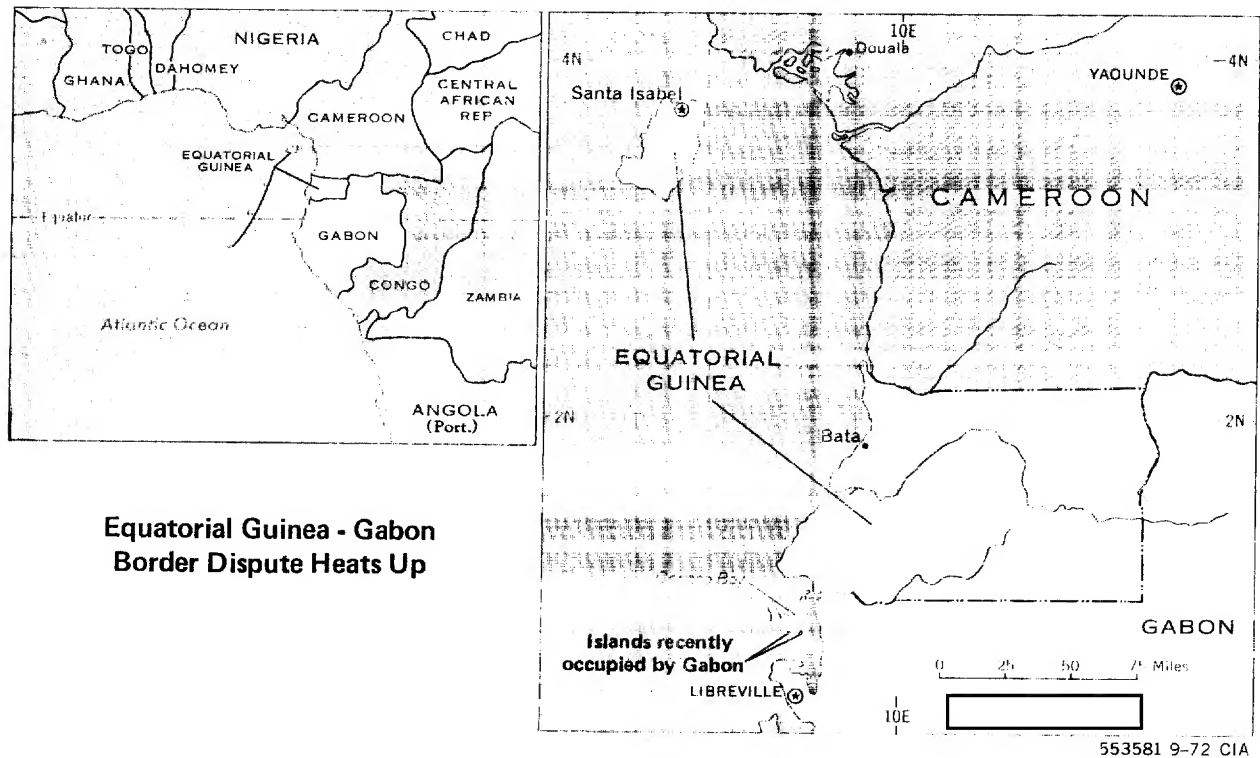 TOGO
GHANA
DAHOMEY
NIGERIA
CHAD
CENTRAL
AFRICAN
REP
CAMEROON
EQUATORIAL
GUINEA
Equator
GABON
CONGO
ZAMBIA
Atlantic Ocean
ANGOLA
(Port.)
Equatorial Guinea - Gabon
Border Dispute Heats Up
10E
4N
Douala
4N
YAOUNDE
Santa Isabel
CAMEROON
EQUATORIAL
GUINEA
2N
2N
Bata
GABON
Islands recently
occupied by Gabon
LIBREVILLE
0 25 50 75 Miles
10E
553581 9-72 CIA